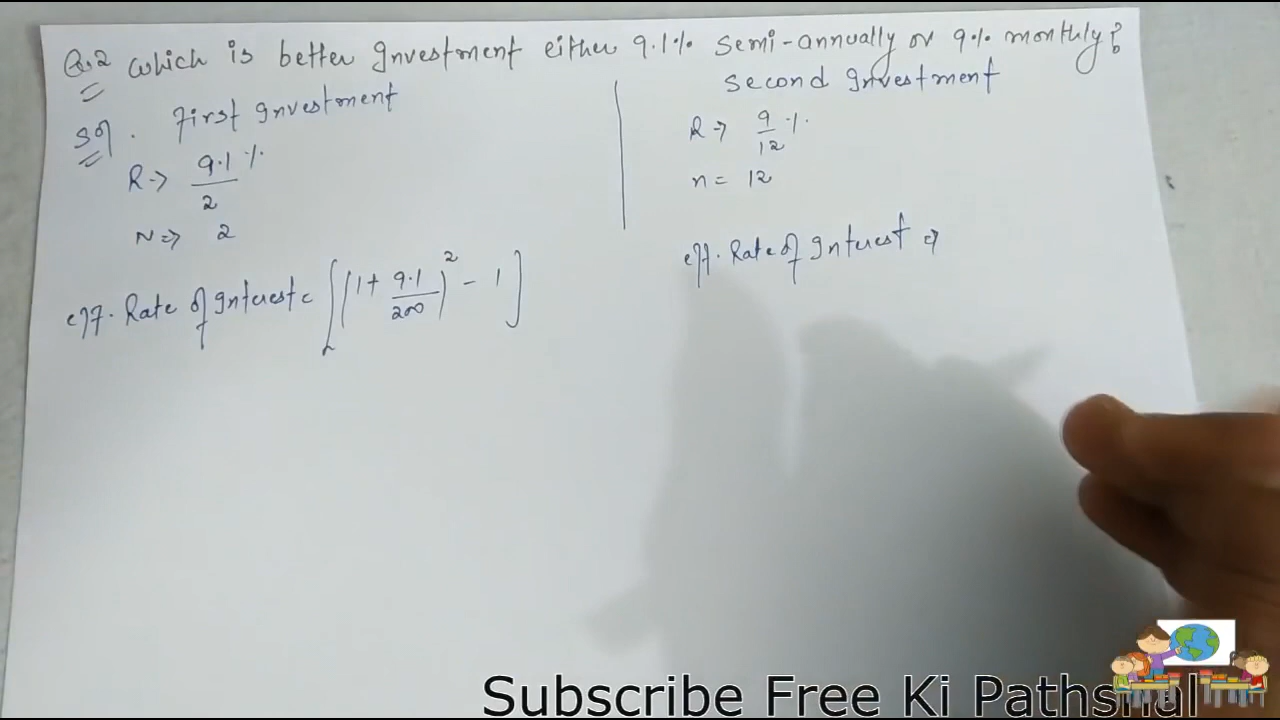 Qu2 which is better Investment either 9.1% semi-annually or 9% monthly?
Sol. First Investment
R → 9.1/2 %
N ⇒ 2
eff. Rate of Interest = [(1 + 9.1/200)² - 1]
Second Investment
R → 9/12 %
n = 12
eff. Rate of Interest ⇒
Subscribe Free Ki Pathshal